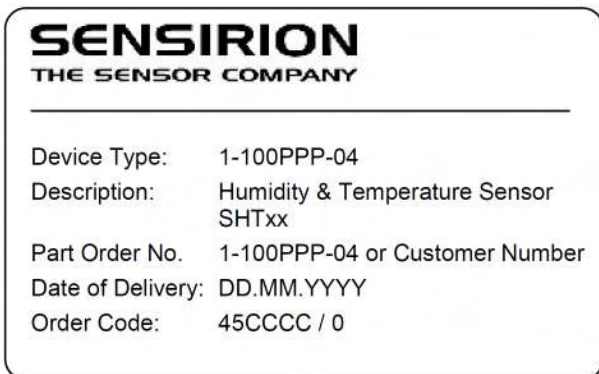 SENSIRION
THE SENSOR COMPANY
Device Type: 1-100PPP-04
Description: Humidity & Temperature Sensor
SHTxx
Part Order No. 1-100PPP-04 or Customer Number
Date of Delivery: DD.MM.YYYY
Order Code: 45CCCC / 0